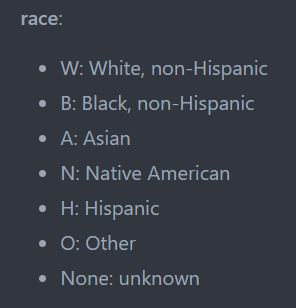 race:
W: White, non-Hispanic
B: Black, non-Hispanic
A: Asian
N: Native American
H: Hispanic
O: Other
None: unknown